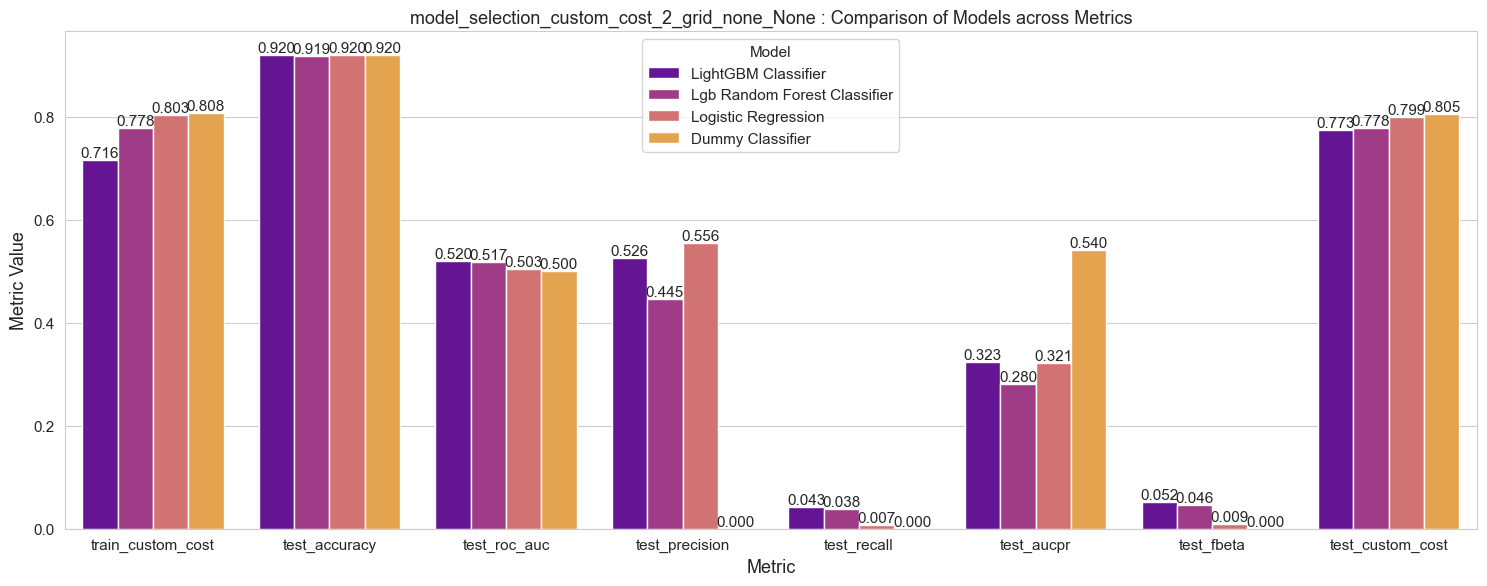 model_selection_custom_cost_2_grid_none_None : Comparison of Models across Metrics
Model
LightGBM Classifier
Lgb Random Forest Classifier
Logistic Regression
Dummy Classifier
Metric Value
0.8
0.6
0.4
0.2
0.0
0.716 0.778 0.803 0.808
0.920 0.919 0.920 0.920
0.520 0.517 0.503 0.500
0.526 0.445 0.556 0.000
0.043 0.038 0.007 0.000
0.323 0.280 0.321 0.540
0.052 0.046 0.009 0.000
0.773 0.778 0.799 0.805
train_custom_cost test_accuracy test_roc_auc test_precision test_recall test_aucpr test_fbeta test_custom_cost
Metric